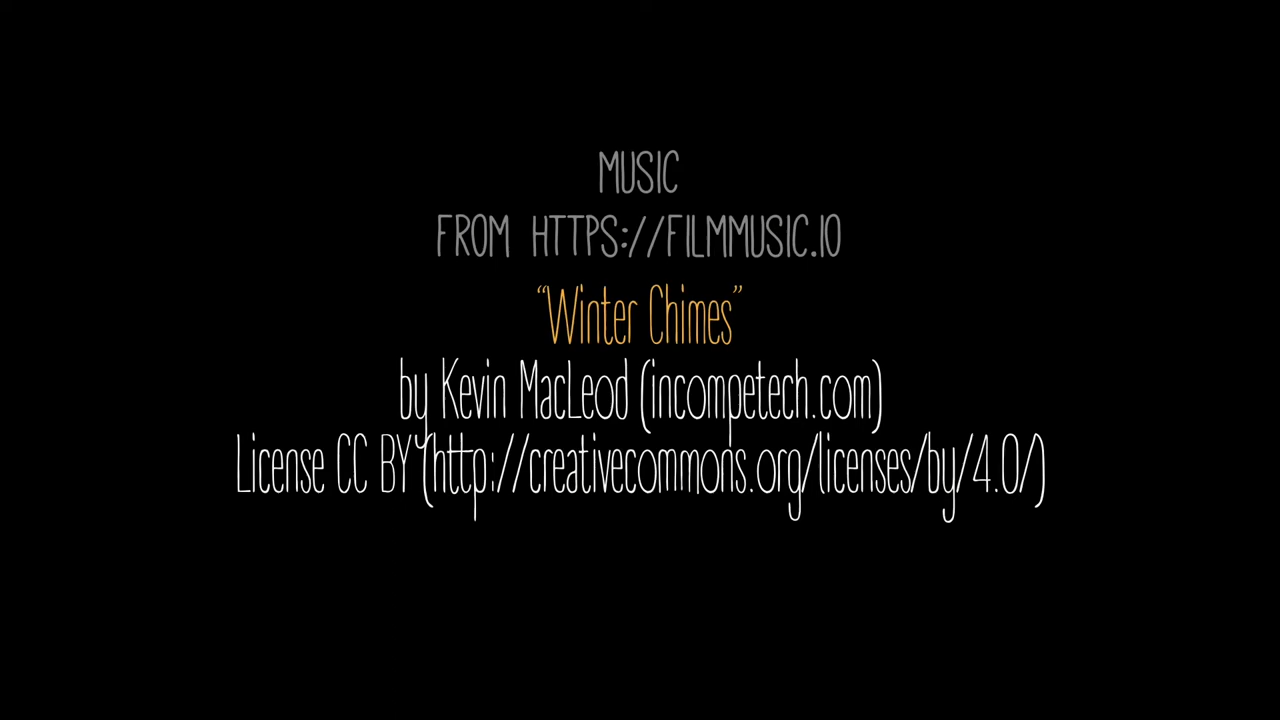 MUSIC
FROM HTTPS://FILMMUSIC.IO
“Winter Chimes”
by Kevin MacLeod (incompetech.com)
License CC BY (http://creativecommons.org/licenses/by/4.0/)